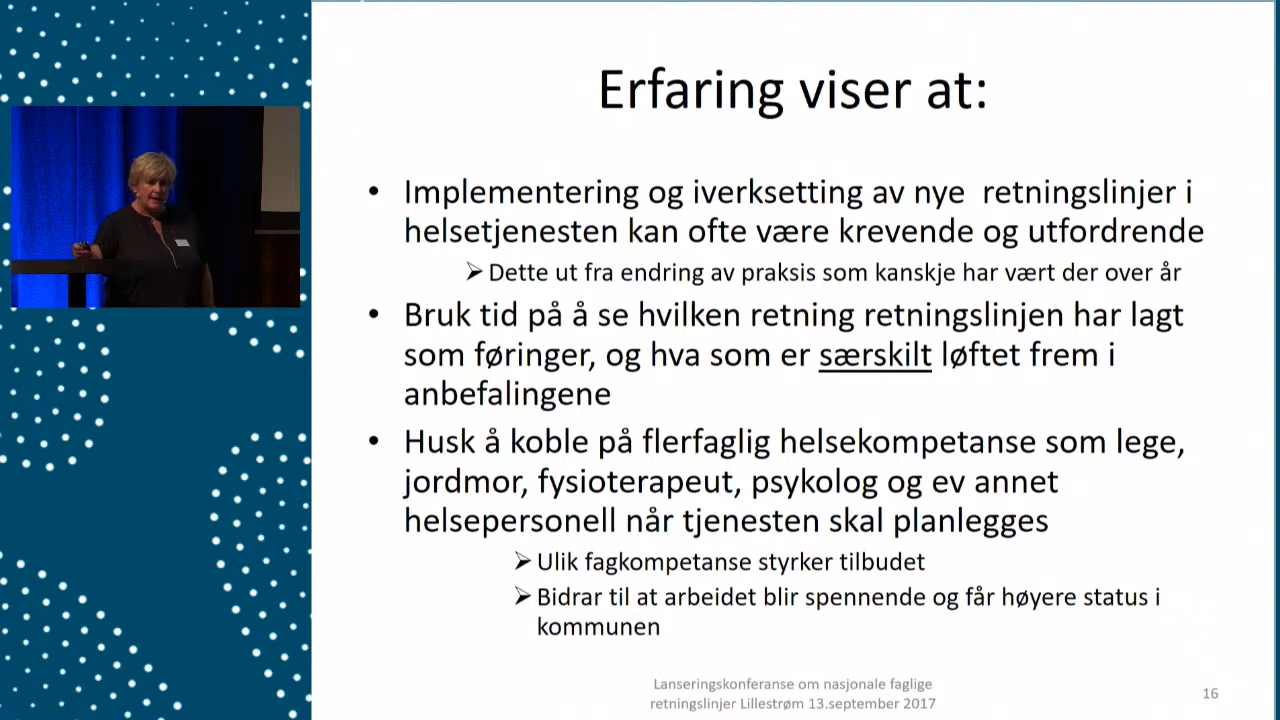 Erfaring viser at:
• Implementering og iverksetting av nye  retningslinjer i
helsetjenesten kan ofte være krevende og utfordrende
➢ Dette ut fra endring av praksis som kanskje har vært der over år
• Bruk tid på å se hvilken retning retningslinjen har lagt
som føringer, og hva som er særskilt løftet frem i
anbefalingene
• Husk å koble på flerfaglig helsekompetanse som lege,
jordmor, fysioterapeut, psykolog og ev annet
helsepersonell når tjenesten skal planlegges
➢ Ulik fagkompetanse styrker tilbudet
➢ Bidrar til at arbeidet blir spennende og får høyere status i
kommunen
Lanseringskonferanse om nasjonale faglige
retningslinjer Lillestrøm 13.september 2017
16